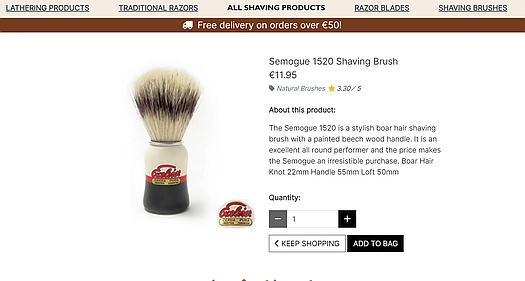 LATHERING PRODUCTS TRADITIONAL RAZORS ALL SHAVING PRODUCTS RAZOR BLADES SHAVING BRUSHES
Free delivery on orders over €50!
Semogue 1520 Shaving Brush
€11.95
Natural Brushes 3.30 / 5
About this product:
The Semogue 1520 is a stylish boar hair shaving
brush with a painted beech wood handle. It is an
excellent all round performer and the price makes
the Semogue an irresistible purchase. Boar Hair
Knot 22mm Handle 55mm Loft 50mm
Quantity:
1
KEEP SHOPPING ADD TO BAG